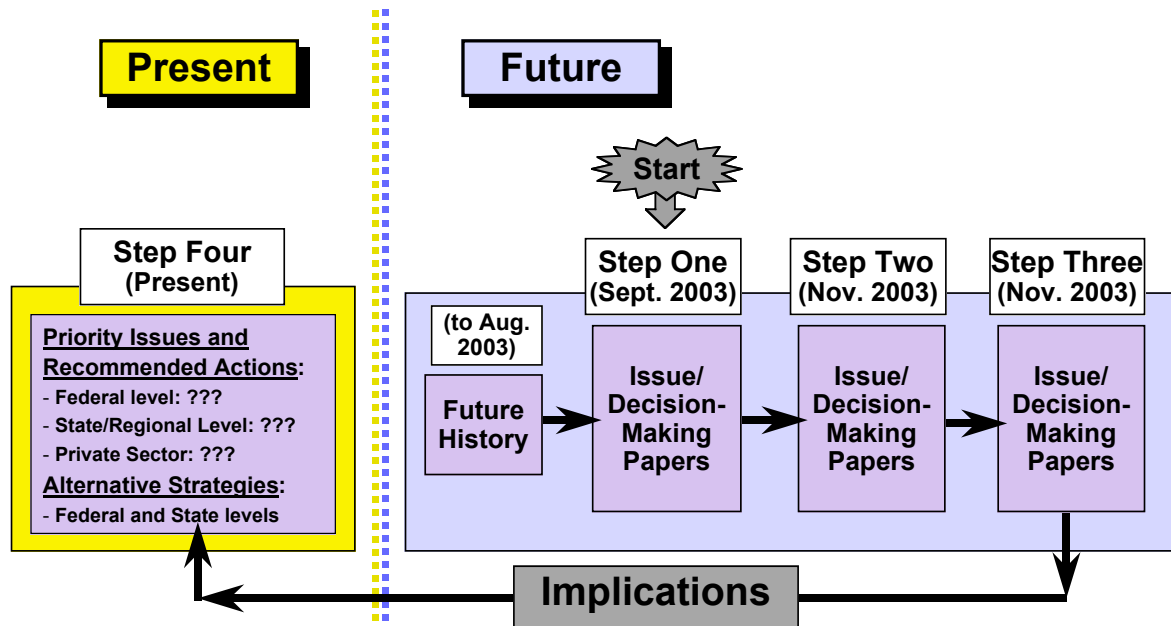 Present
Future
Start
Step Four
(Present)
Priority Issues and
Recommended Actions:
- Federal level: ???
- State/Regional Level: ???
- Private Sector: ???
Alternative Strategies:
- Federal and State levels
(to Aug.
2003)
Future
History
Step One
(Sept. 2003)
Issue/
Decision-
Making
Papers
Step Two
(Nov. 2003)
Issue/
Decision-
Making
Papers
Step Three
(Nov. 2003)
Issue/
Decision-
Making
Papers
Implications